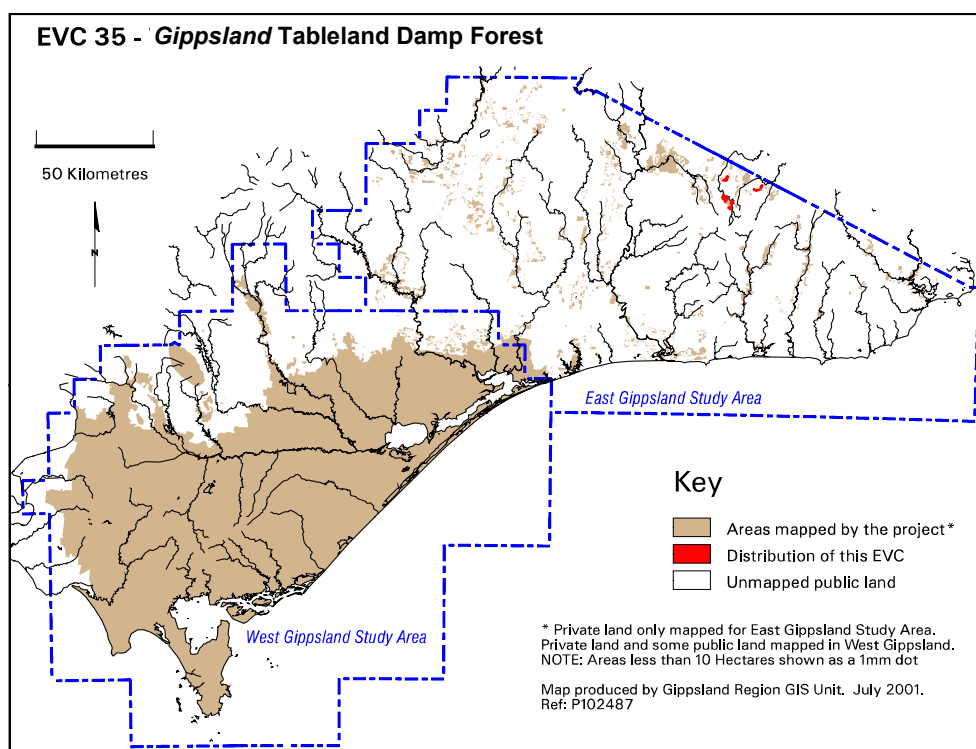 EVC 35 - Gippsland Tableland Damp Forest
50 Kilometres
N
East Gippsland Study Area
West Gippsland Study Area
Key
Areas mapped by the project*
Distribution of this EVC
Unmapped public land
* Private land only mapped for East Gippsland Study Area.
Private land and some public land mapped in West Gippsland.
NOTE: Areas less than 10 Hectares shown as a 1mm dot
Map produced by Gippsland Region GIS Unit. July 2001.
Ref: P102487